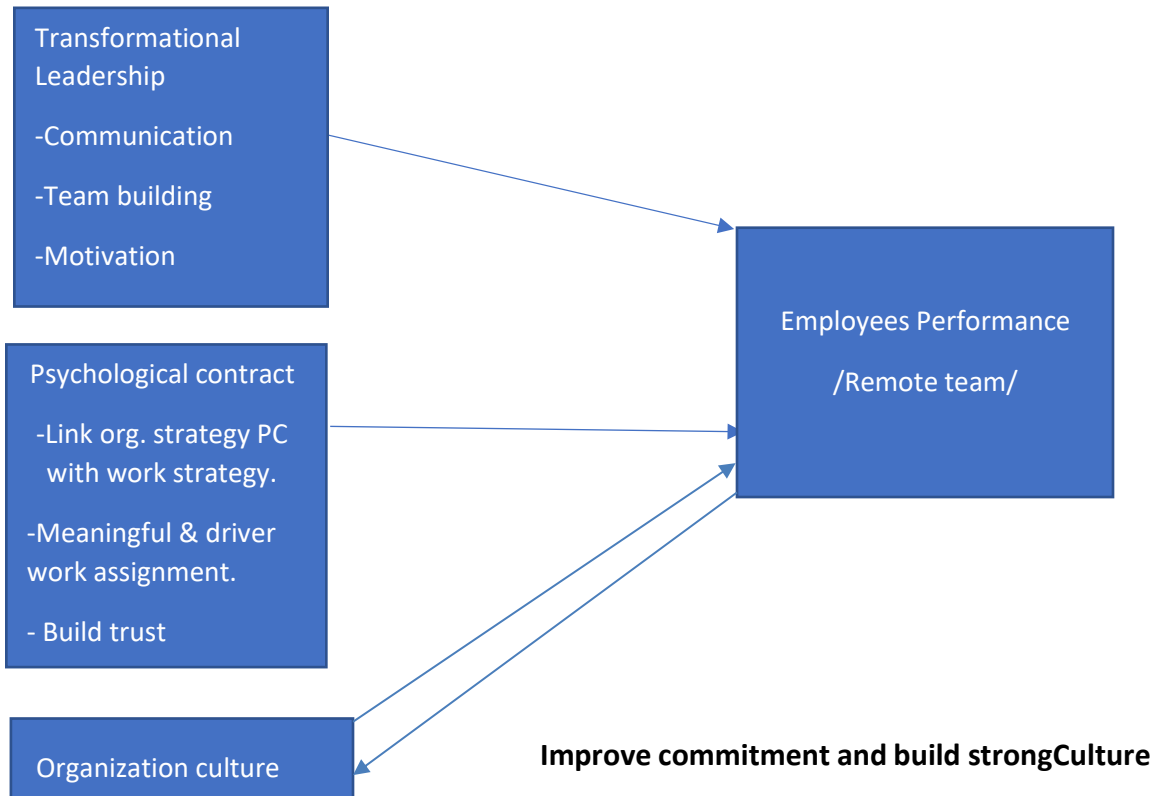 Transformational
Leadership
-Communication
-Team building
-Motivation
Psychological contract
-Link org. strategy PC
with work strategy.
-Meaningful & driver
work assignment.
- Build trust
Organization culture
Employees Performance
/Remote team/
Improve commitment and build strongCulture